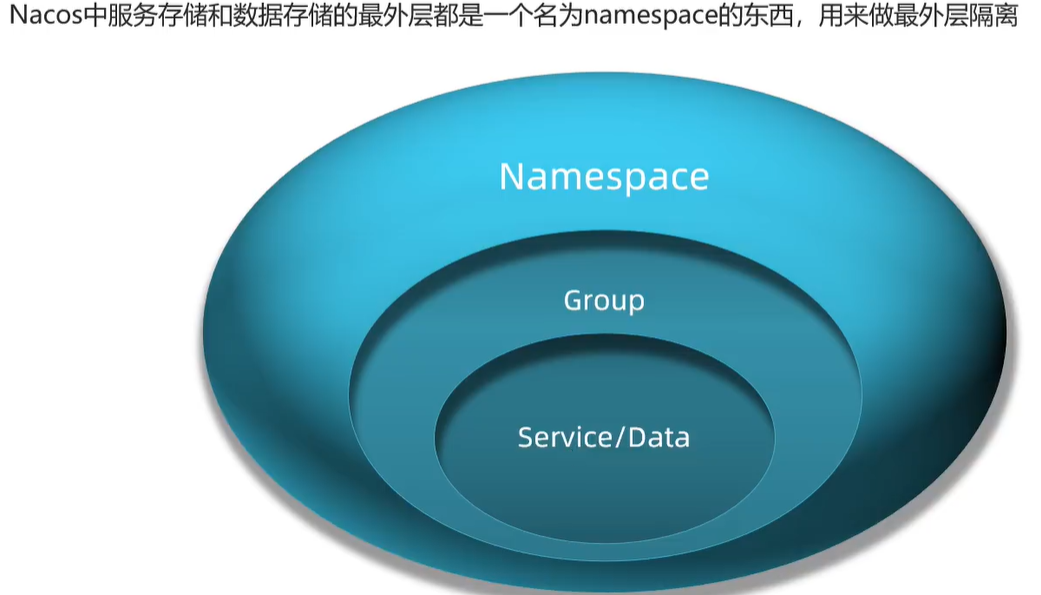 Nacos中服务存储和数据存储的最外层都是一个名为namespace的东西，用来做最外层隔离
Namespace
Group
Service/Data